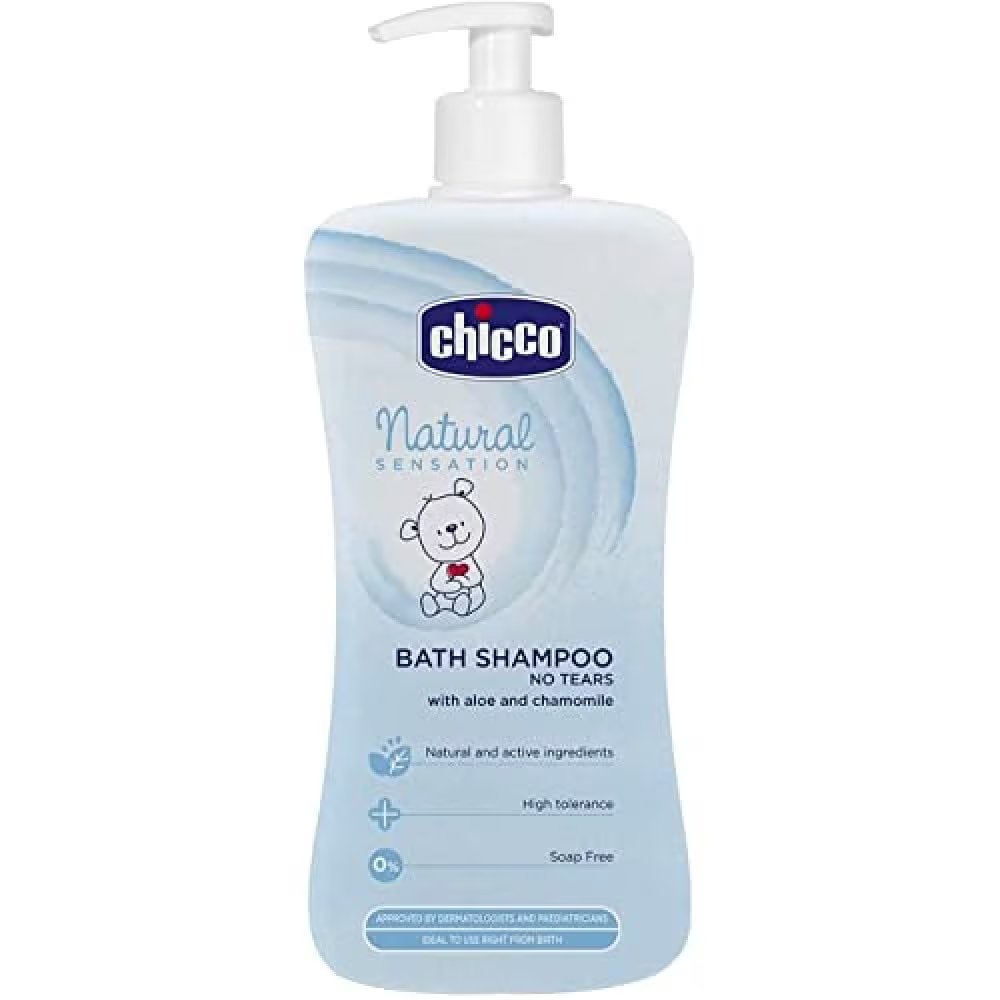 chicco
Natural
SENSATION
BATH SHAMPOO
NO TEARS
with aloe and chamomile
Natural and active ingredients
High tolerance
0%
Soap Free
APPROVED BY DERMATOLOGISTS AND PAEDIATRICIANS
IDEAL TO USE RIGHT FROM BIRTH